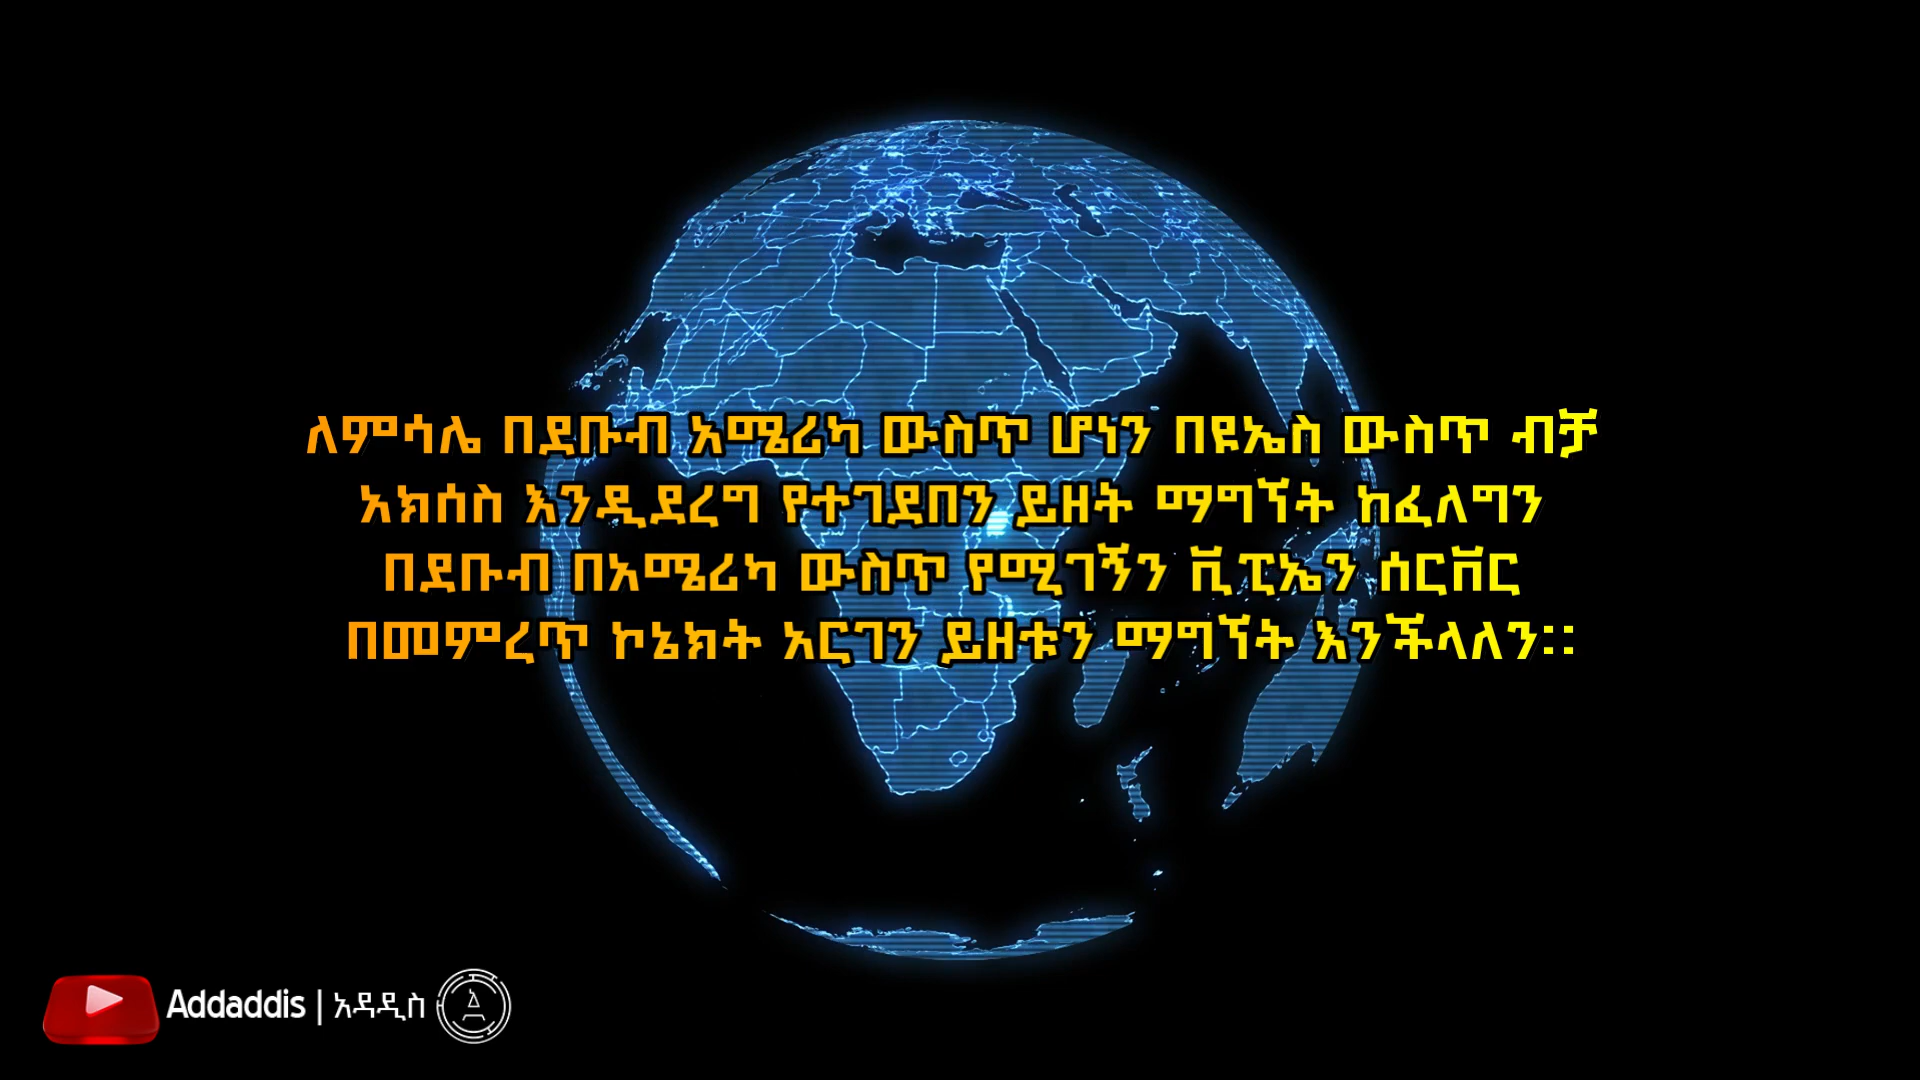 ለምሳሌ በደቡብ አሜሪካ ውስጥ ሆነን በዩኤስ ውስጥ ብቻ
አክሰስ እንዲደረግ የተገደበን ይዘት ማግኘት ከፈለግን
በደቡብ በአሜሪካ ውስጥ የሚገኝን ቪፒኤን ሰርቨር
በመምረጥ ኮኔክት አርገን ይዘቱን ማግኘት እንችላለን፡፡
Addaddis | አዳዲስ